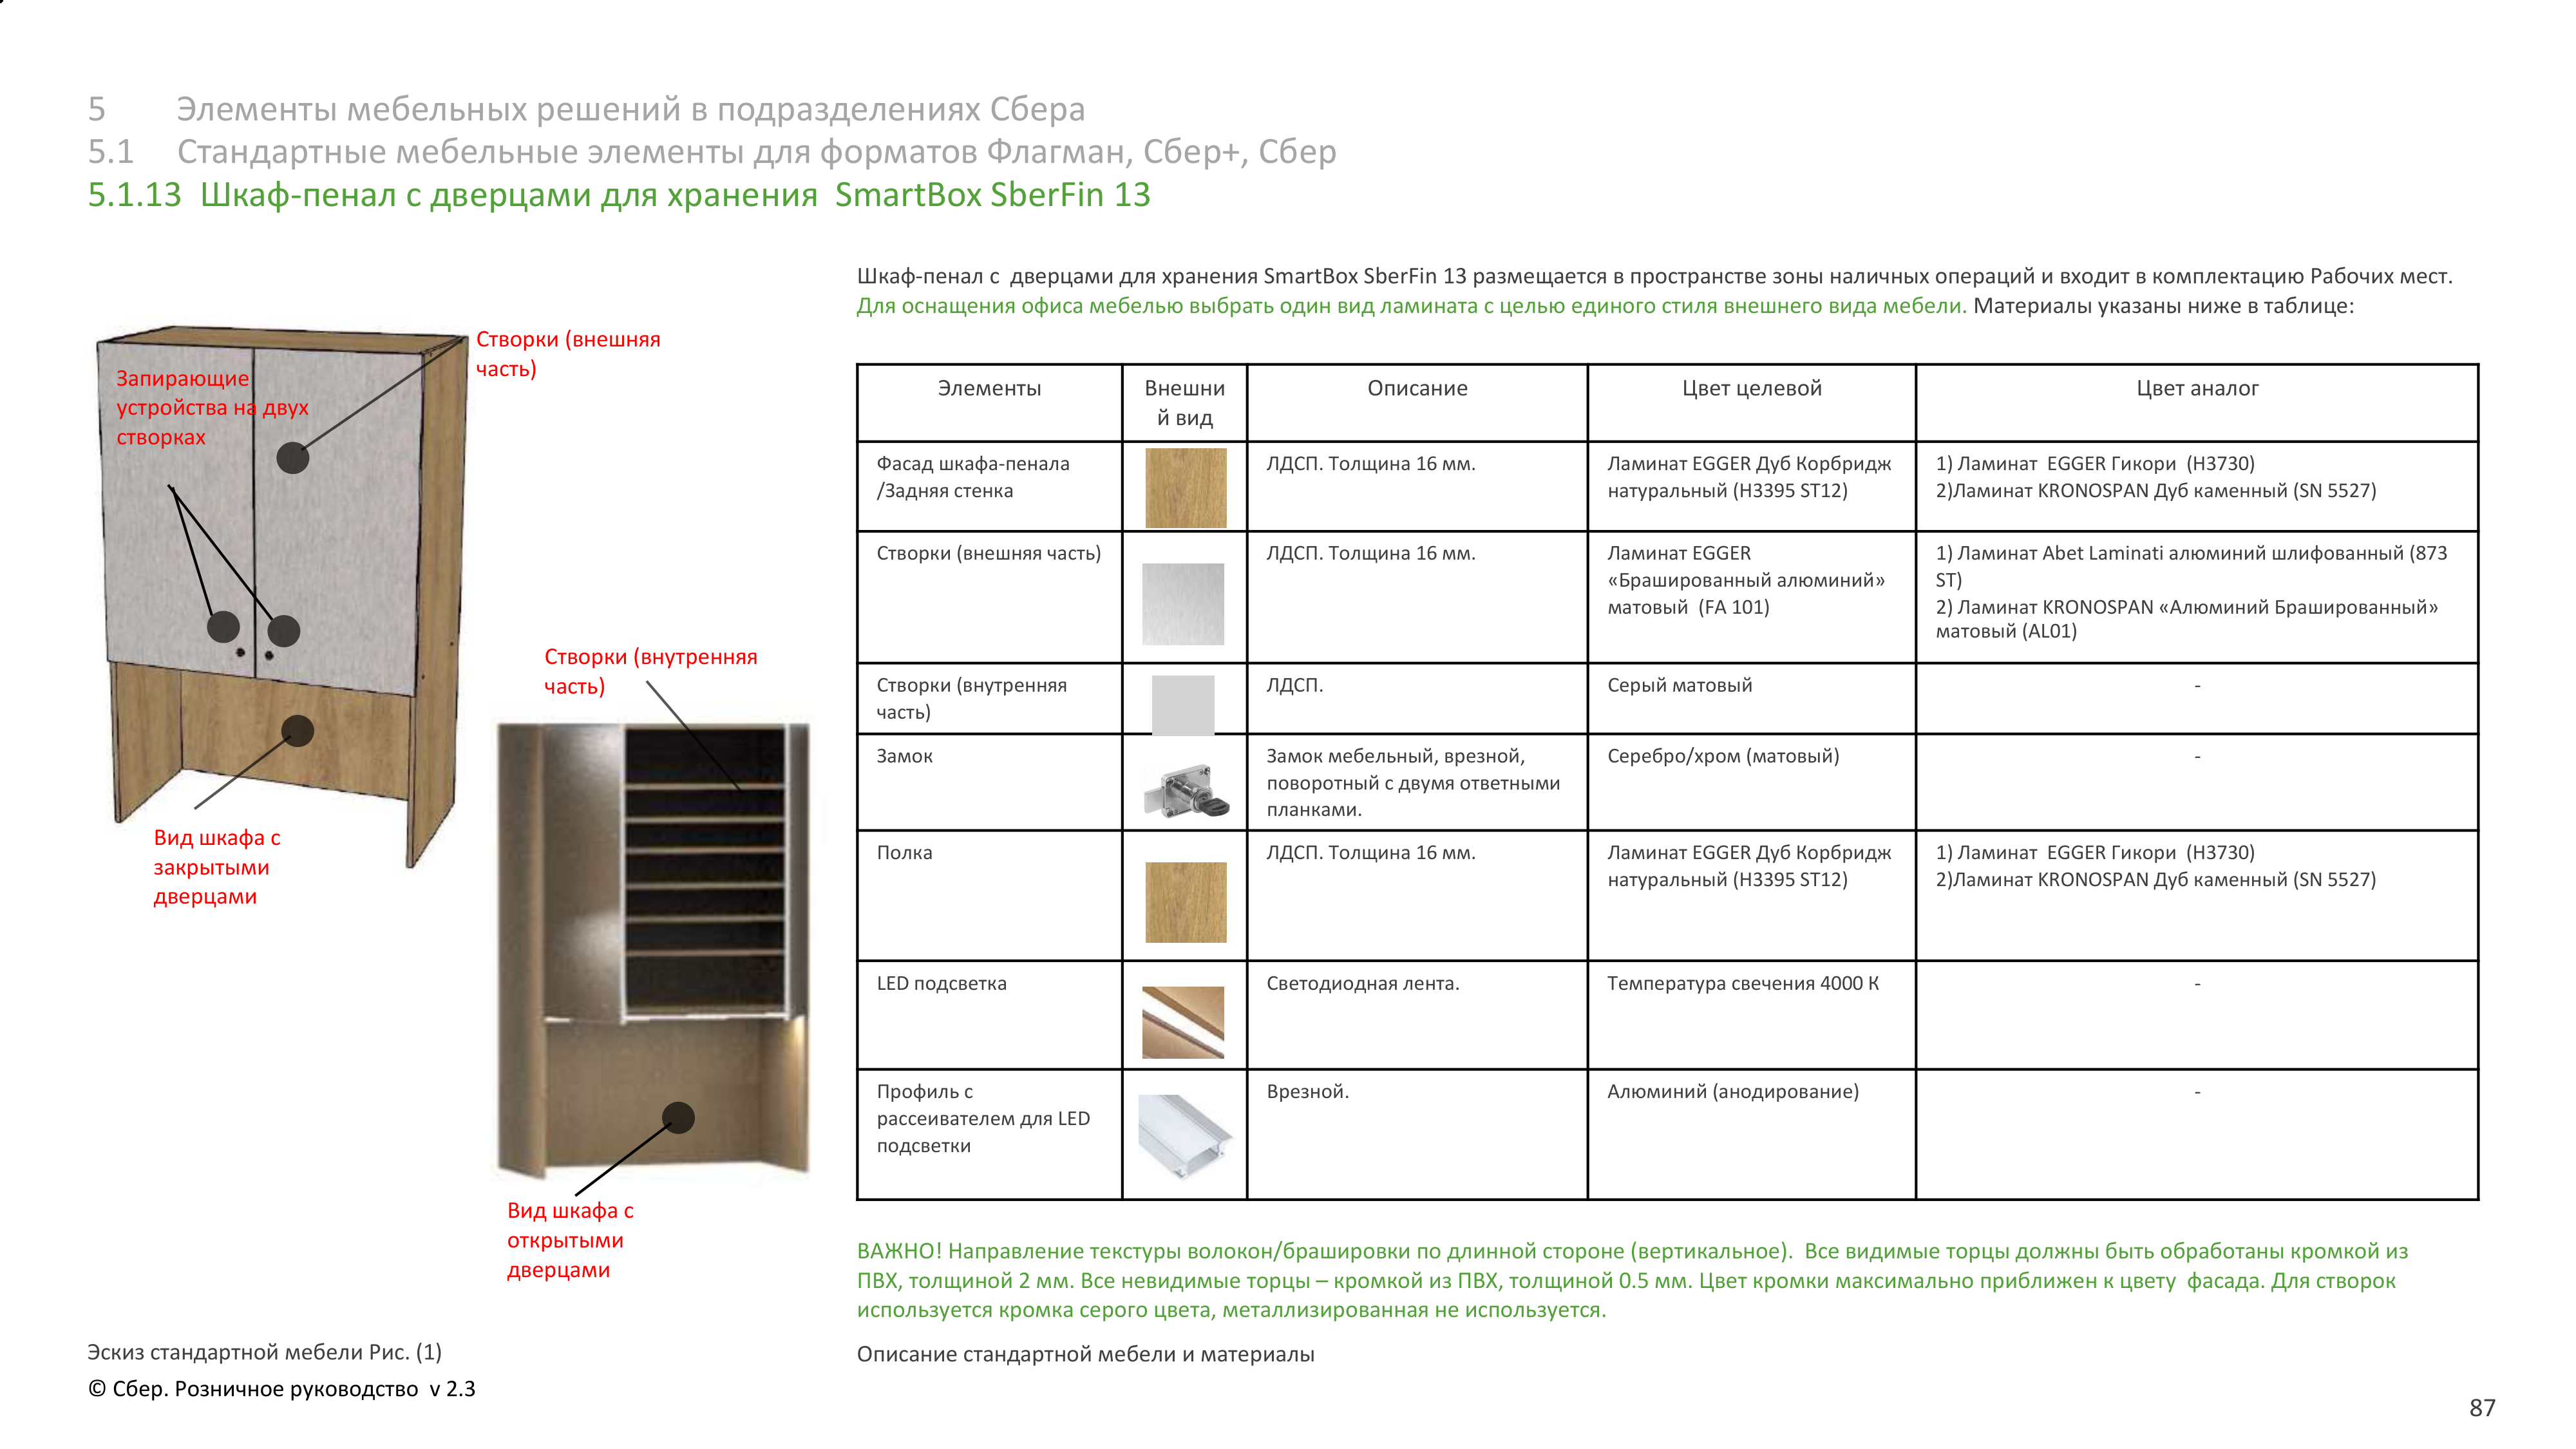 5 Элементы мебельных решений в подразделениях Сбера
5.1 Стандартные мебельные элементы для форматов Флагман, Сбер+, Сбер
5.1.13 Шкаф-пенал с дверцами для хранения SmartBox SberFin 13
Шкаф-пенал с дверцами для хранения SmartBox SberFin 13 размещается в пространстве зоны наличных операций и входит в комплектацию Рабочих мест.
Для оснащения офиса мебелью выбрать один вид ламината с целью единого стиля внешнего вида мебели. Материалы указаны ниже в таблице:
Створки (внешняя
часть)
Запирающие
устройства на двух
створках
Створки (внутренняя
часть)
Вид шкафа с
закрытыми
дверцами
Вид шкафа с
открытыми
дверцами
Элементы
Внешни
й вид
Описание
Цвет целевой
Цвет аналог
Фасад шкафа-пенала
/Задняя стенка
ЛДСП. Толщина 16 мм.
Ламинат EGGER Дуб Корбридж
натуральный (H3395 ST12)
1) Ламинат EGGER Гикори (H3730)
2)Ламинат KRONOSPAN Дуб каменный (SN 5527)
Створки (внешняя часть)
ЛДСП. Толщина 16 мм.
Ламинат EGGER
«Брашированный алюминий»
матовый (FA 101)
1) Ламинат Abet Laminati алюминий шлифованный (873
ST)
2) Ламинат KRONOSPAN «Алюминий Брашированный»
матовый (AL01)
Створки (внутренняя
часть)
ЛДСП.
Серый матовый
-
Замок
Замок мебельный, врезной,
поворотный с двумя ответными
планками.
Серебро/хром (матовый)
-
Полка
ЛДСП. Толщина 16 мм.
Ламинат EGGER Дуб Корбридж
натуральный (H3395 ST12)
1) Ламинат EGGER Гикори (H3730)
2)Ламинат KRONOSPAN Дуб каменный (SN 5527)
LED подсветка
Светодиодная лента.
Температура свечения 4000 К
-
Профиль с
рассеивателем для LED
подсветки
Врезной.
Алюминий (анодирование)
-
ВАЖНО! Направление текстуры волокон/брашировки по длинной стороне (вертикальное). Все видимые торцы должны быть обработаны кромкой из
ПВХ, толщиной 2 мм. Все невидимые торцы – кромкой из ПВХ, толщиной 0.5 мм. Цвет кромки максимально приближен к цвету фасада. Для створок
используется кромка серого цвета, металлизированная не используется.
Эскиз стандартной мебели Рис. (1)
Описание стандартной мебели и материалы
© Сбер. Розничное руководство v 2.3
87